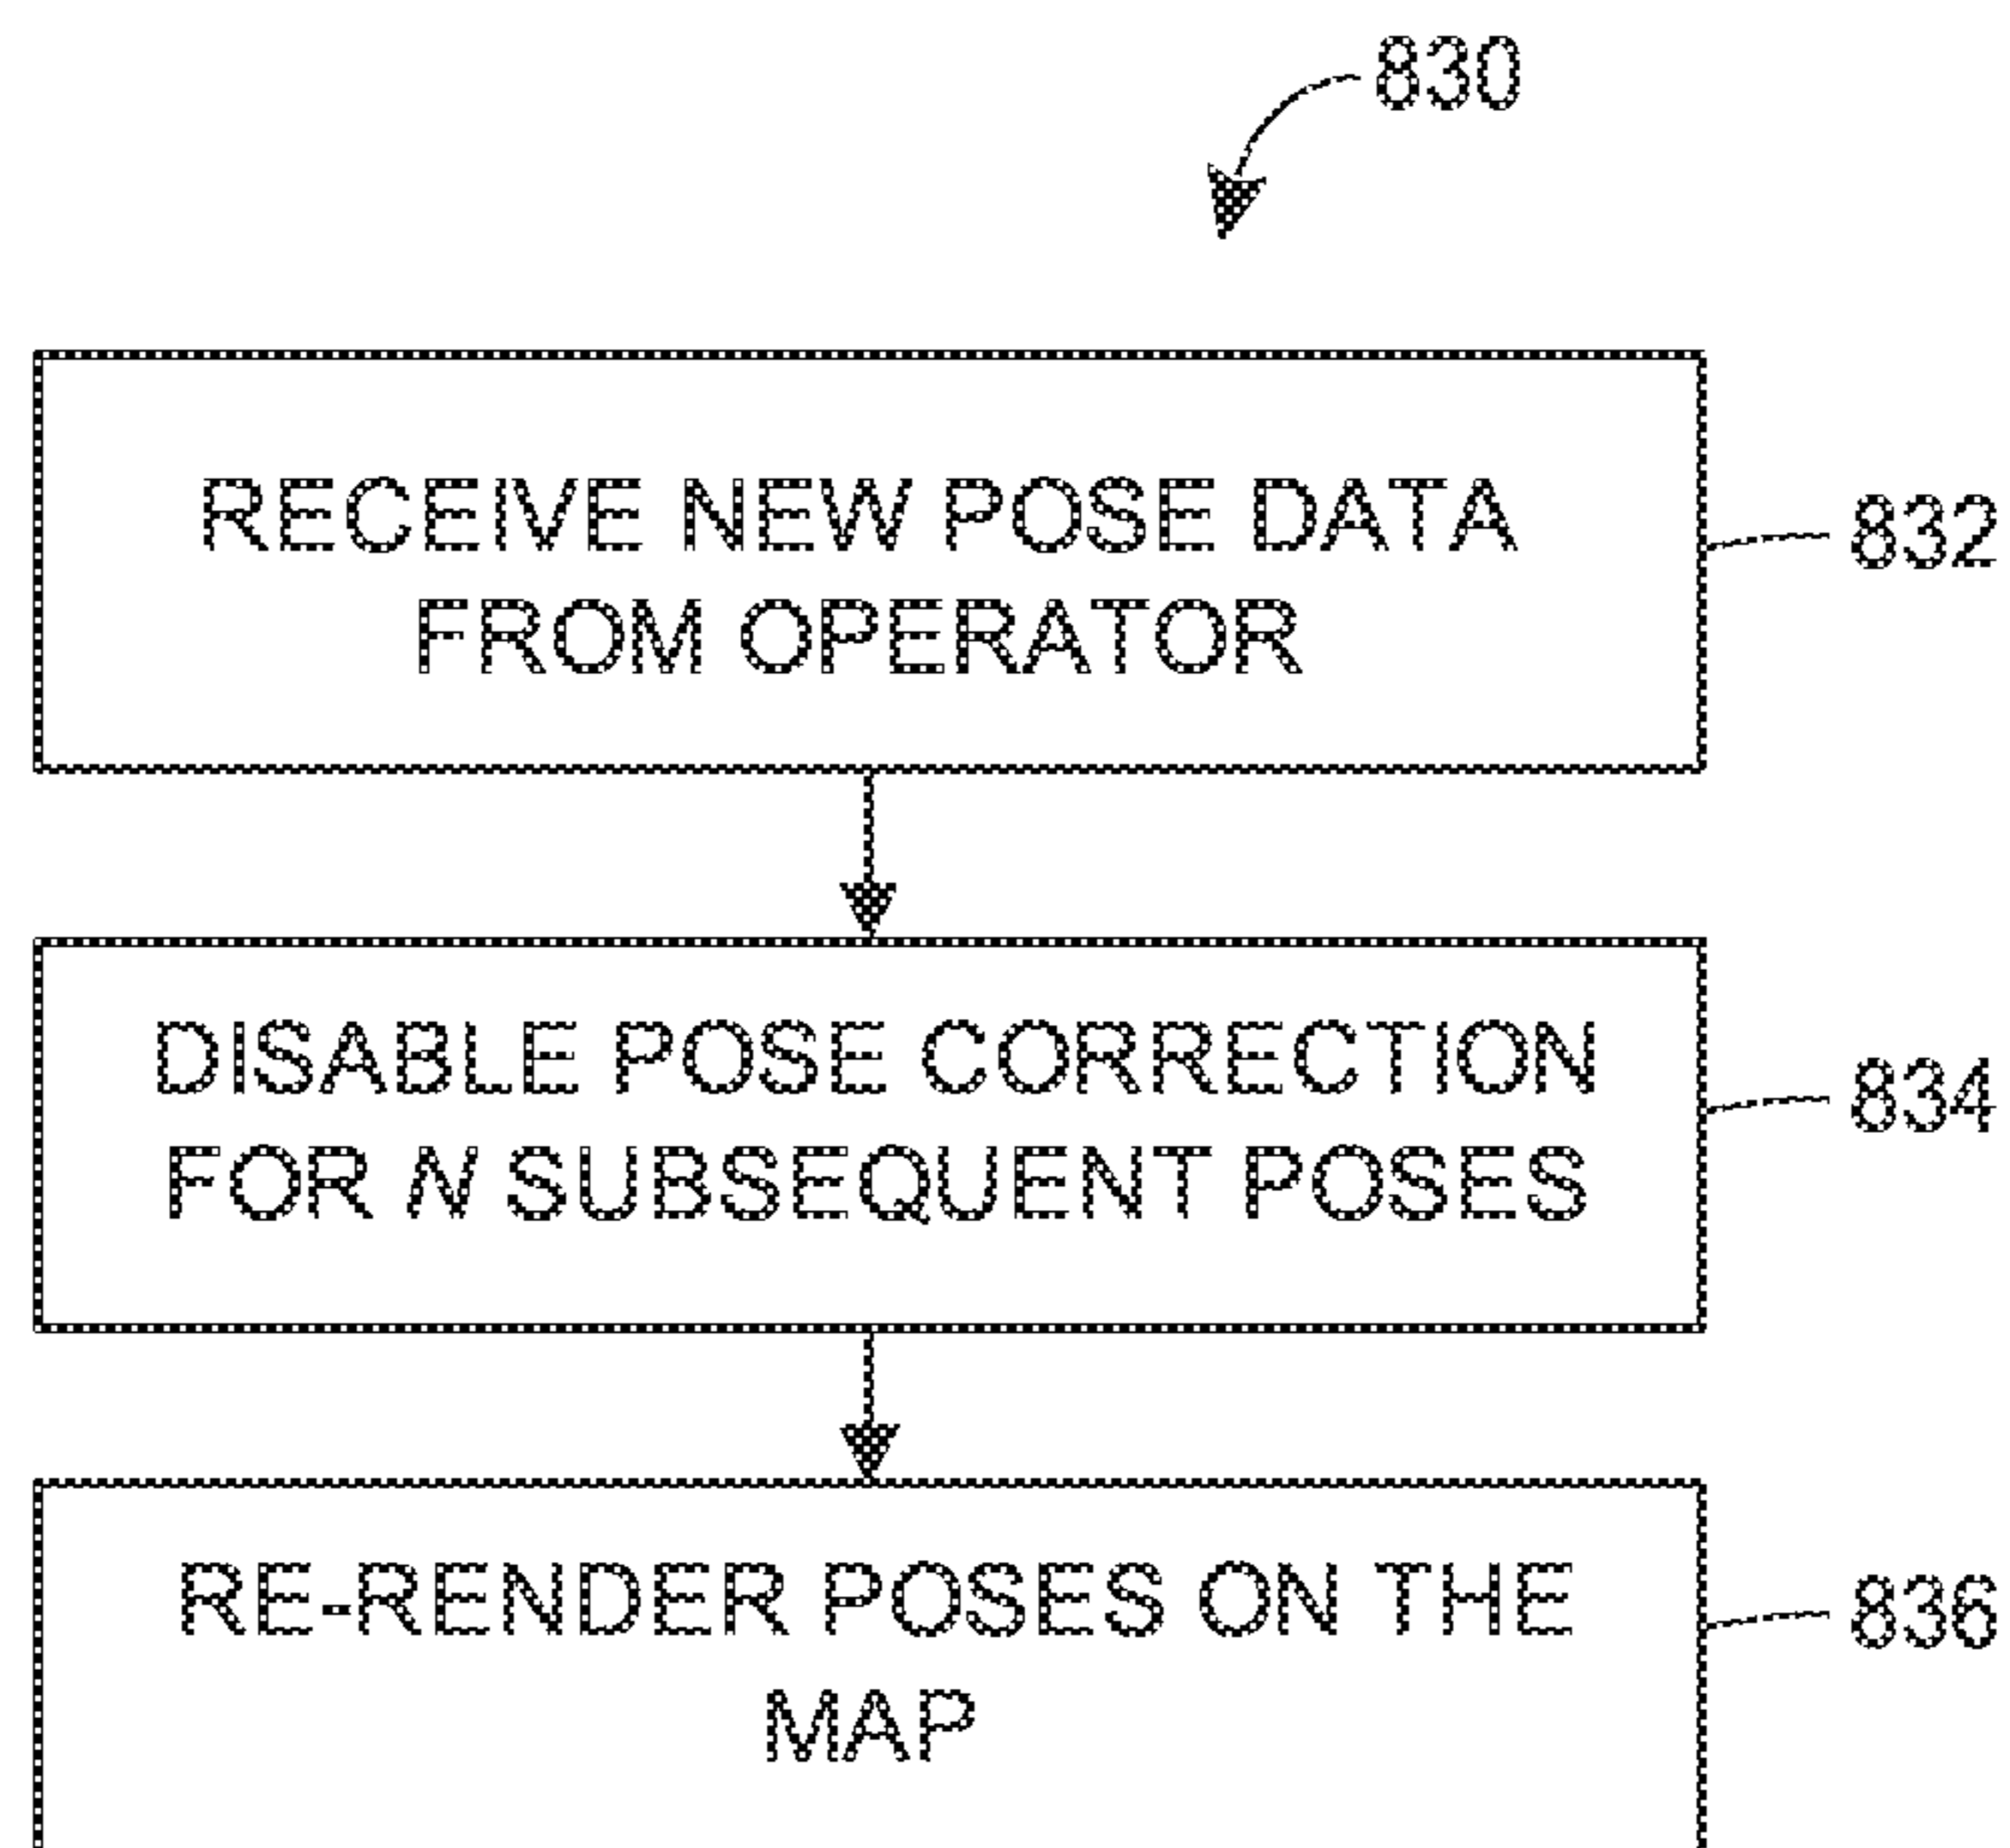 830
RECEIVE NEW POSE DATA
FROM OPERATOR
832
DISABLE POSE CORRECTION
FOR N SUBSEQUENT POSES
834
RE-RENDER POSES ON THE
MAP
836